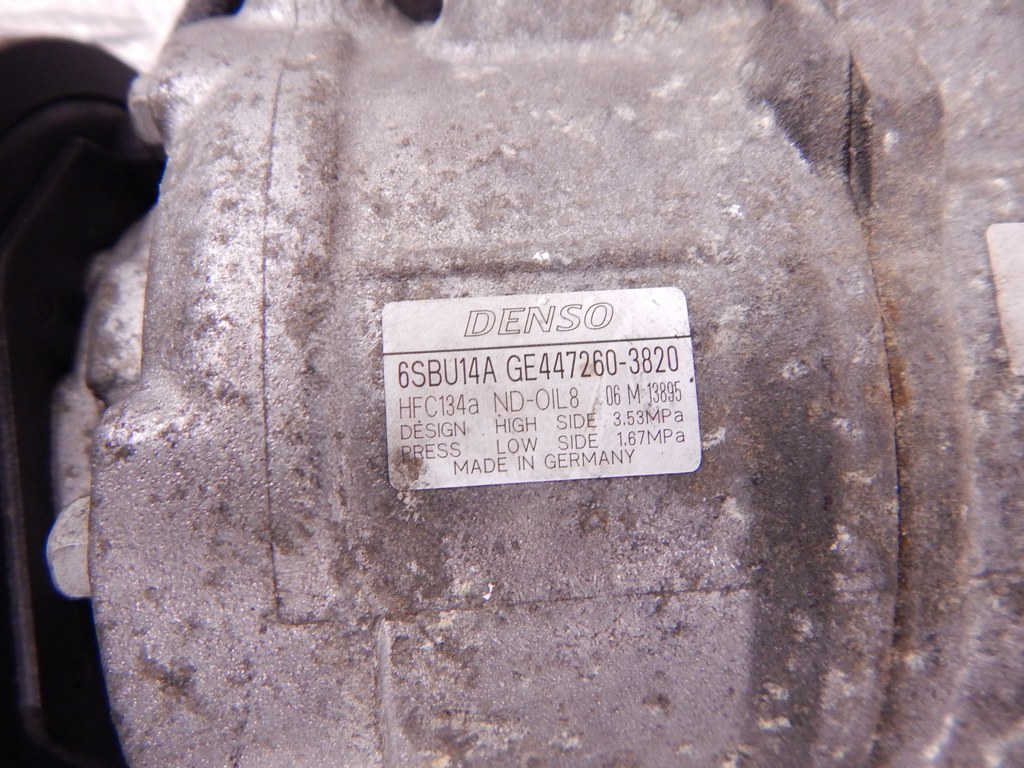 DENSO
6SBU14A GE447260-3820
HFC134a ND-OIL8 06 M 13895
DESIGN HIGH SIDE 3.53MPa
PRESS LOW SIDE 1.67MPa
MADE IN GERMANY